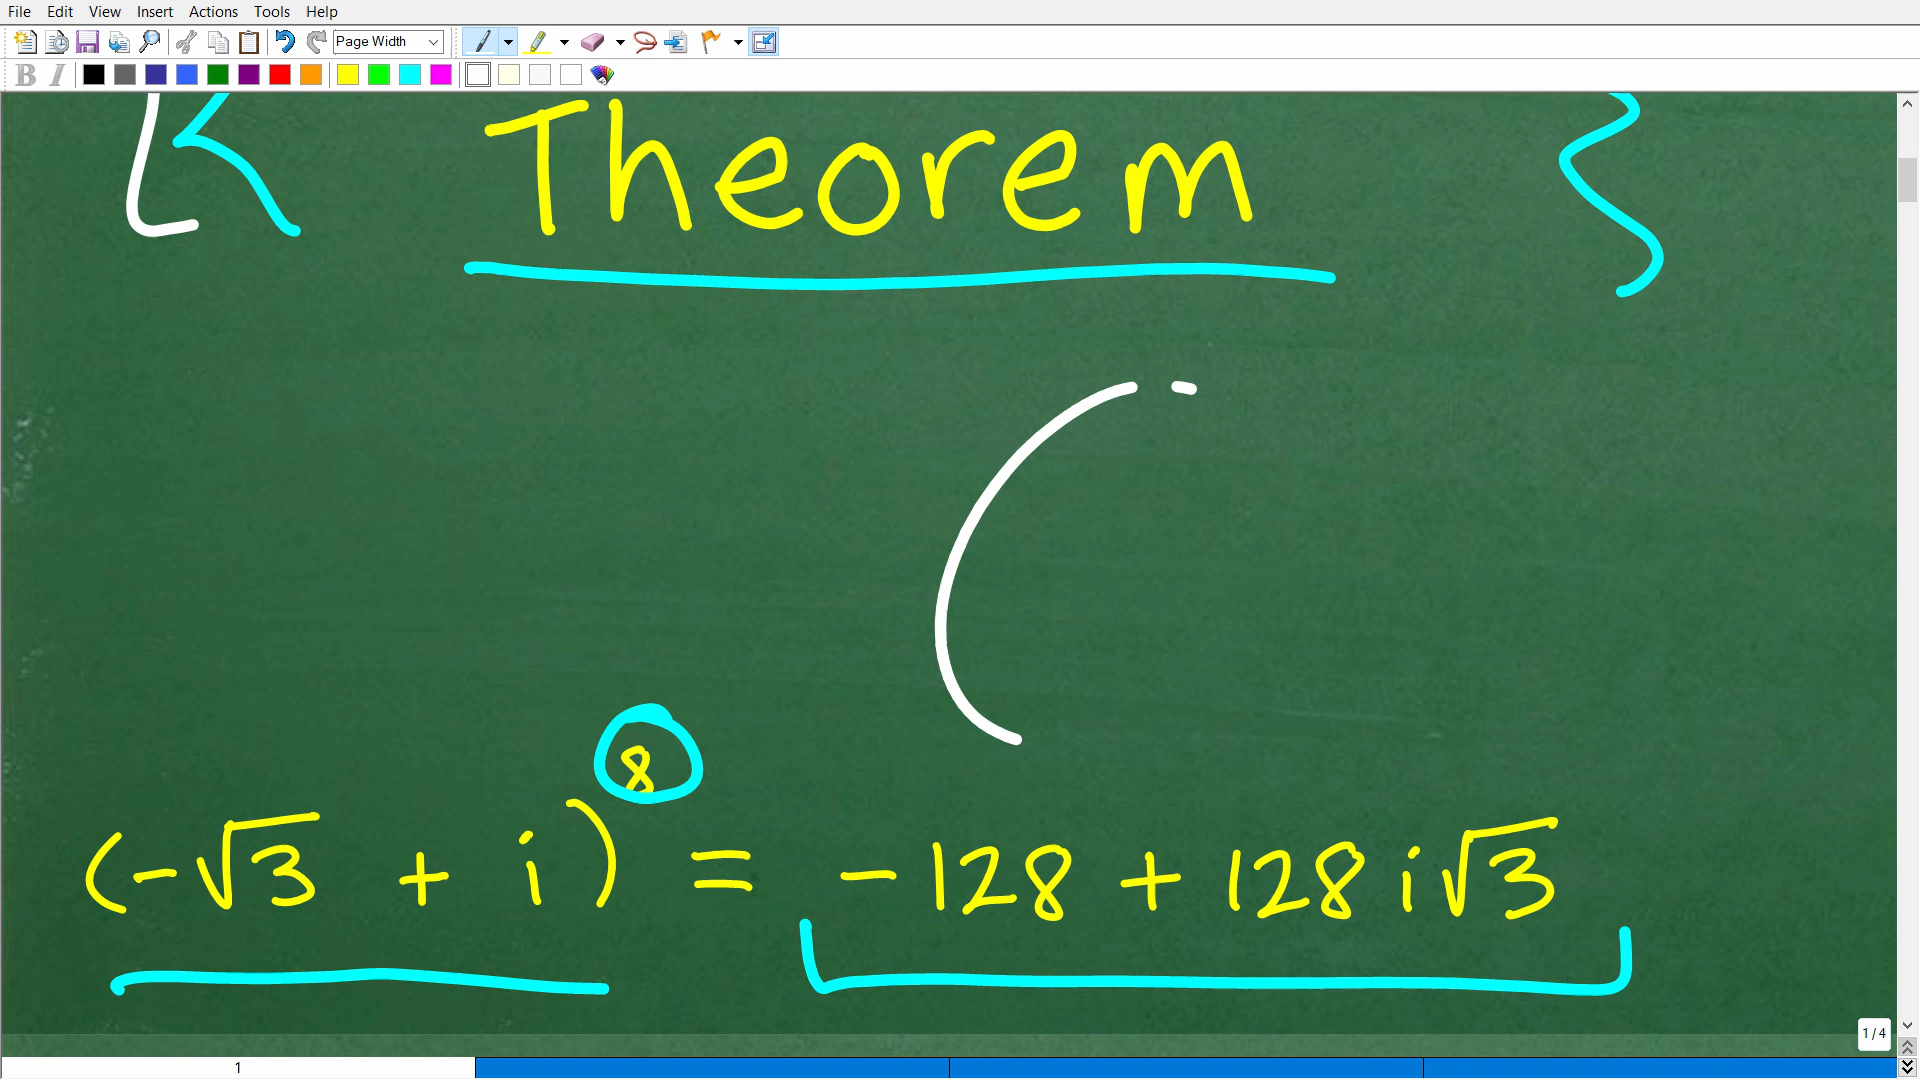 File Edit View Insert Actions Tools Help
Page Width
B I
Theorem
(-√3 + i)⁸ = -128 + 128i√3
1 / 4
1